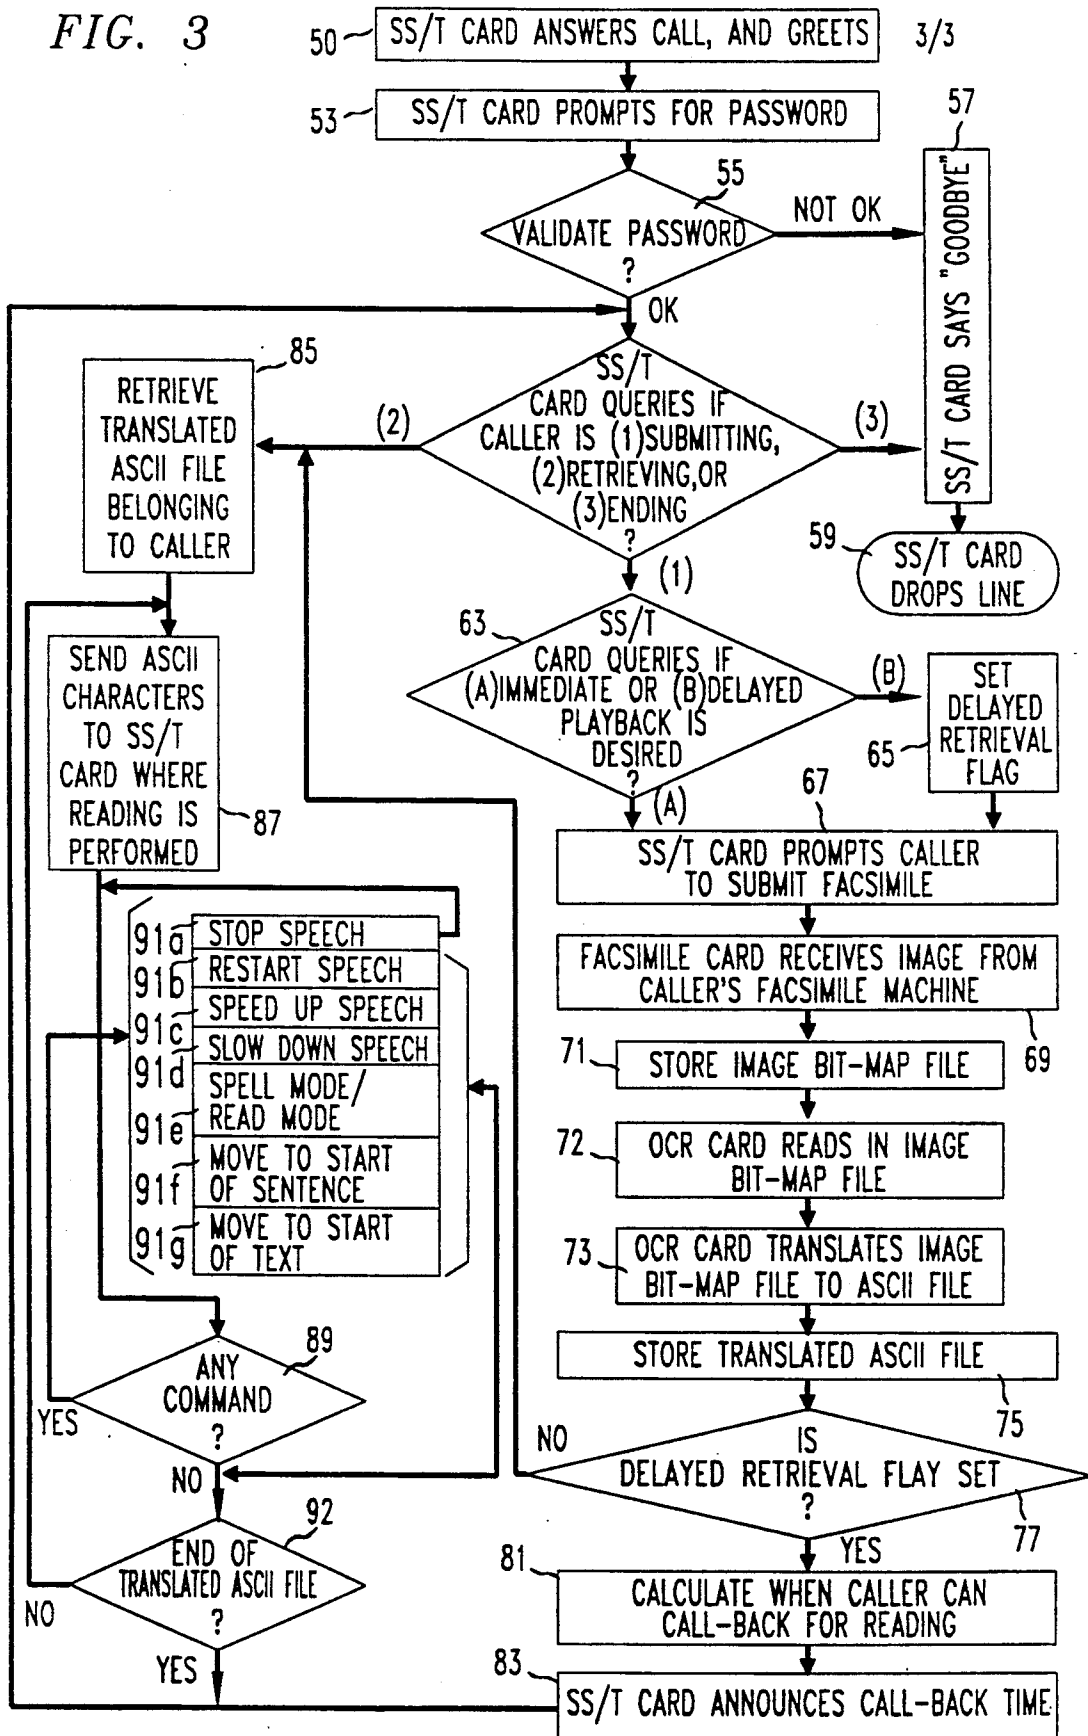 FIG. 3
3/3
50
SS/T CARD ANSWERS CALL, AND GREETS
53
SS/T CARD PROMPTS FOR PASSWORD
55
VALIDATE PASSWORD
?
NOT OK
OK
57
SS/T CARD SAYS "GOODBYE"
59
SS/T CARD
DROPS LINE
SS/T
CARD QUERIES IF
CALLER IS (1)SUBMITTING,
(2)RETRIEVING,OR
(3)ENDING
?
(2)
(3)
(1)
85
RETRIEVE
TRANSLATED
ASCII FILE
BELONGING
TO CALLER
63
SS/T
CARD QUERIES IF
(A)IMMEDIATE OR (B)DELAYED
PLAYBACK IS
DESIRED
?
(B)
(A)
65
SET
DELAYED
RETRIEVAL
FLAG
SEND ASCII
CHARACTERS
TO SS/T
CARD WHERE
READING IS
PERFORMED
87
67
SS/T CARD PROMPTS CALLER
TO SUBMIT FACSIMILE
FACSIMILE CARD RECEIVES IMAGE FROM
CALLER'S FACSIMILE MACHINE
69
91a
STOP SPEECH
91b
RESTART SPEECH
91c
SPEED UP SPEECH
91d
SLOW DOWN SPEECH
91e
SPELL MODE/
READ MODE
91f
MOVE TO START
OF SENTENCE
91g
MOVE TO START
OF TEXT
71
STORE IMAGE BIT-MAP FILE
72
OCR CARD READS IN IMAGE
BIT-MAP FILE
73
OCR CARD TRANSLATES IMAGE
BIT-MAP FILE TO ASCII FILE
STORE TRANSLATED ASCII FILE
75
89
ANY
COMMAND
?
YES
NO
IS
DELAYED RETRIEVAL FLAY SET
?
NO
77
YES
92
END OF
TRANSLATED ASCII FILE
?
NO
YES
81
CALCULATE WHEN CALLER CAN
CALL-BACK FOR READING
83
SS/T CARD ANNOUNCES CALL-BACK TIME